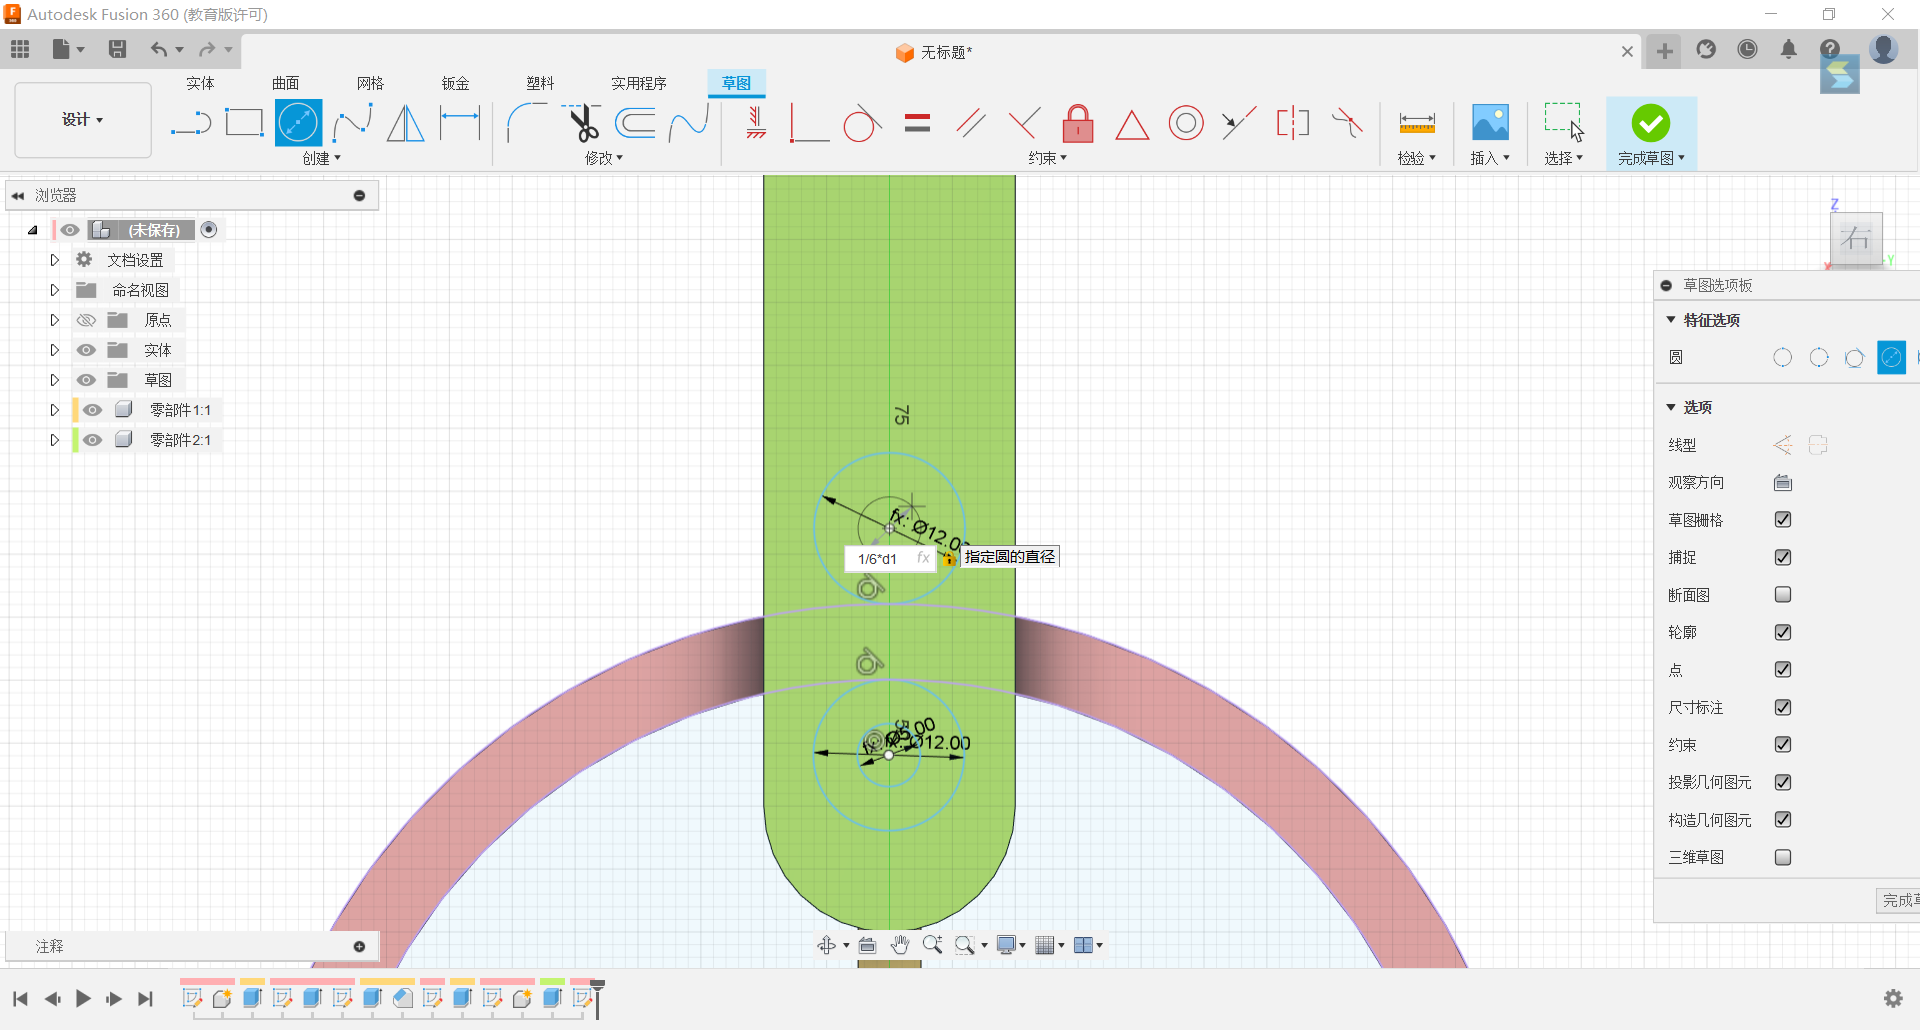 Autodesk Fusion 360 (教育版许可)
无标题*
实体
曲面
网格
钣金
塑料
实用程序
草图
设计
创建
修改
约束
检验
插入
选择
完成草图
浏览器
(未保存)
文档设置
命名视图
原点
实体
草图
零部件1:1
零部件2:1
Z
右
X
Y
草图选项板
特征选项
圆
选项
线型
观察方向
草图栅格
捕捉
断面图
轮廓
点
尺寸标注
约束
投影几何图元
构造几何图元
三维草图
完成草
75
fx: Ø12.00
1/6*d1
fx
指定圆的直径
Ø5.00
fx: Ø12.00
注释